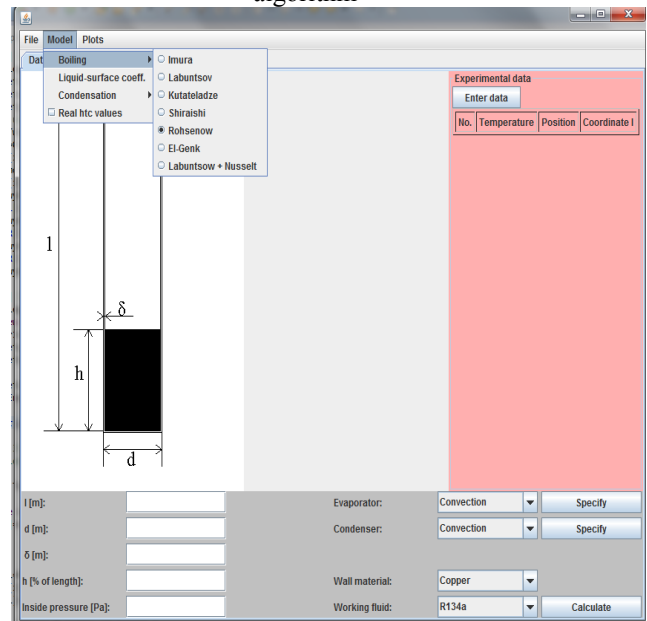 algorithm
File Model Plots
Dat
Boiling
Liquid-surface coeff.
Condensation
Real htc values
Imura
Labuntsov
Kutateladze
Shiraishi
Rohsenow
El-Genk
Labuntsow + Nusselt
Experimental data
Enter data
No. Temperature Position Coordinate l
l
δ
h
d
l [m]: Evaporator: Convection Specify
d [m]: Condenser: Convection Specify
δ [m]:
h [% of length]: Wall material: Copper
Inside pressure [Pa]: Working fluid: R134a Calculate